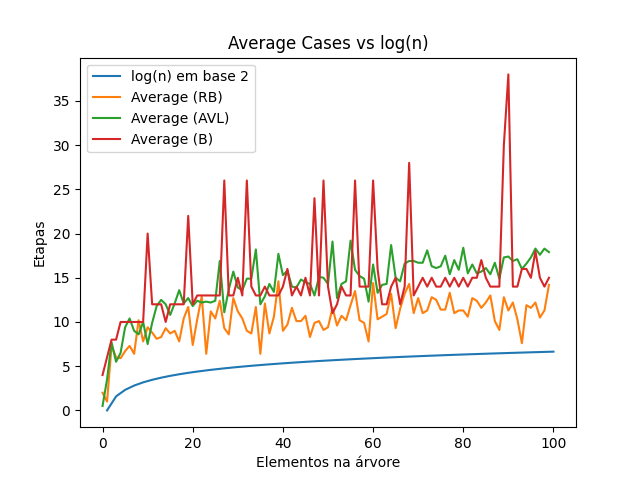 Average Cases vs log(n)
log(n) em base 2
Average (RB)
Average (AVL)
Average (B)
Etapas
35
30
25
20
15
10
5
0
0 20 40 60 80 100
Elementos na árvore